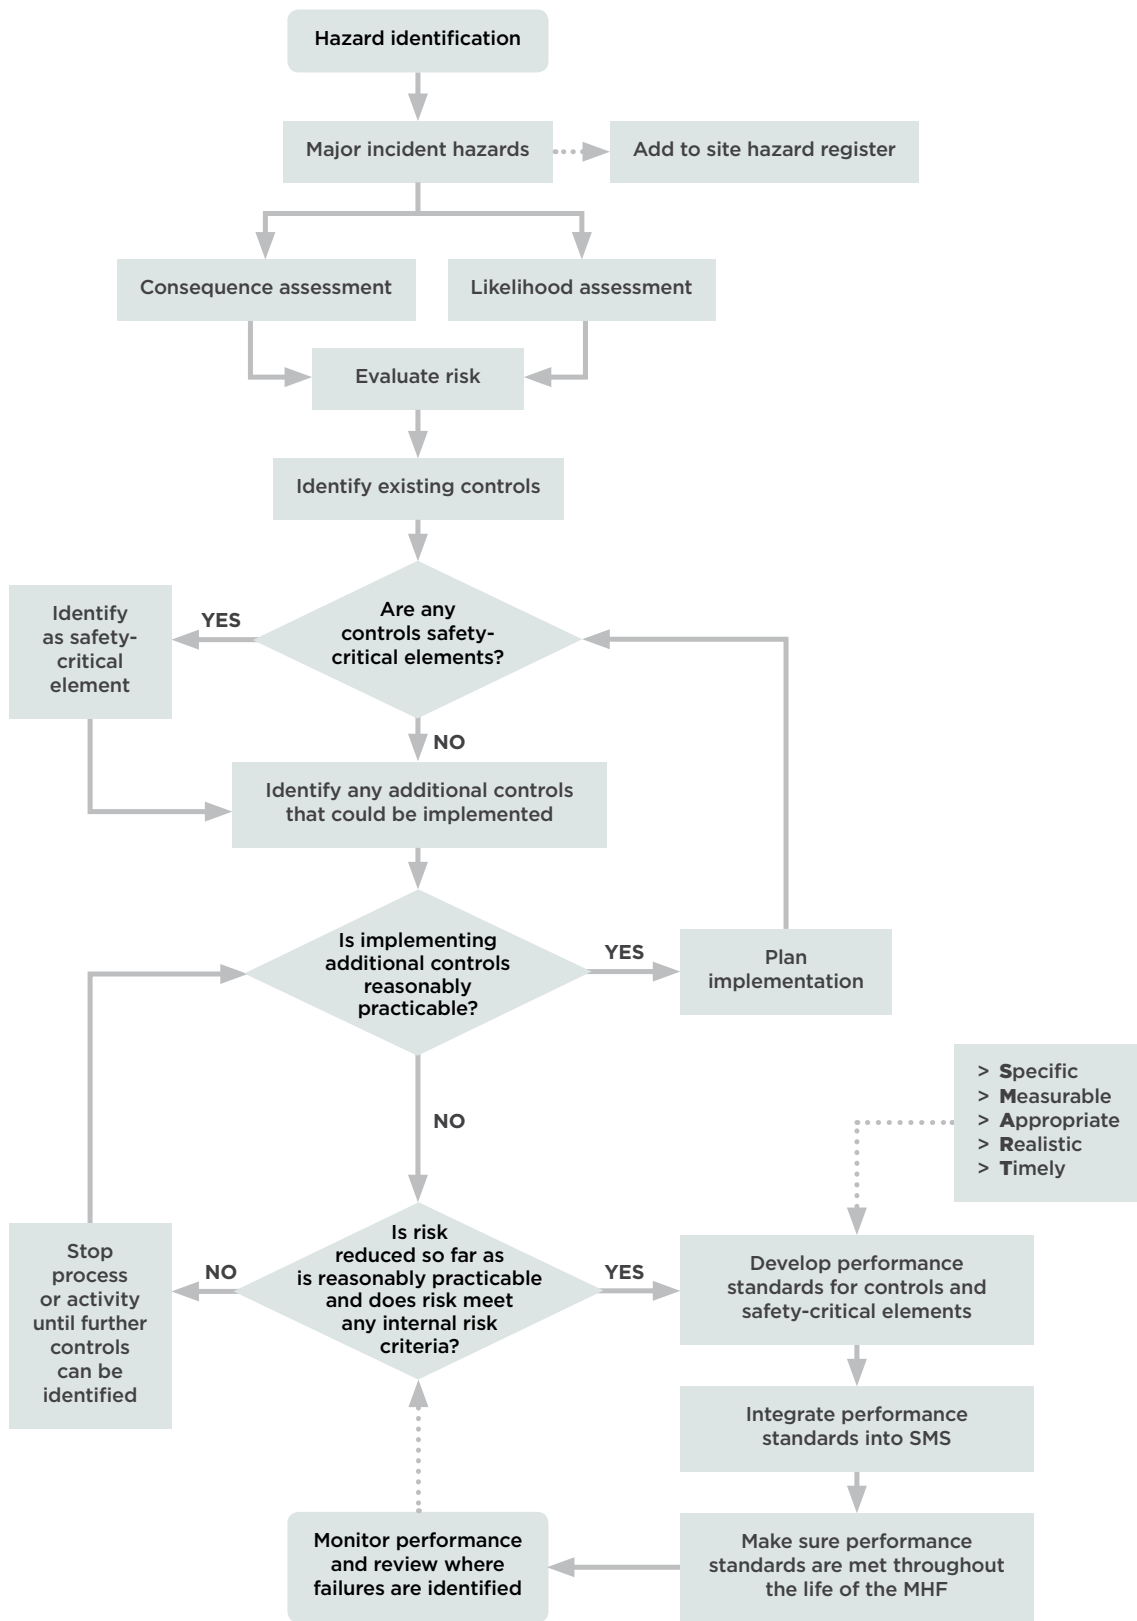 Hazard identification
Major incident hazards
Add to site hazard register
Consequence assessment
Likelihood assessment
Evaluate risk
Identify existing controls
Are any
controls safety-
critical elements?
YES
Identify
as safety-
critical
element
NO
Identify any additional controls
that could be implemented
Is implementing
additional controls
reasonably
practicable?
YES
Plan
implementation
NO
> Specific
> Measurable
> Appropriate
> Realistic
> Timely
Is risk
reduced so far as
is reasonably practicable
and does risk meet
any internal risk
criteria?
NO
Stop
process
or activity
until further
controls
can be
identified
YES
Develop performance
standards for controls and
safety-critical elements
Integrate performance
standards into SMS
Make sure performance
standards are met throughout
the life of the MHF
Monitor performance
and review where
failures are identified